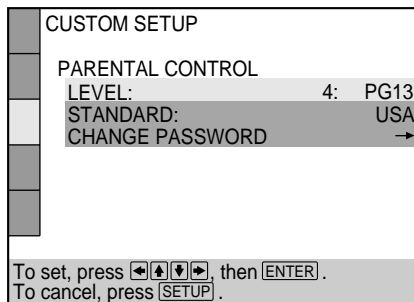 CUSTOM SETUP
PARENTAL CONTROL
LEVEL: 4: PG13
STANDARD: USA
CHANGE PASSWORD →
To set, press ←↑↓→, then ENTER.
To cancel, press SETUP.